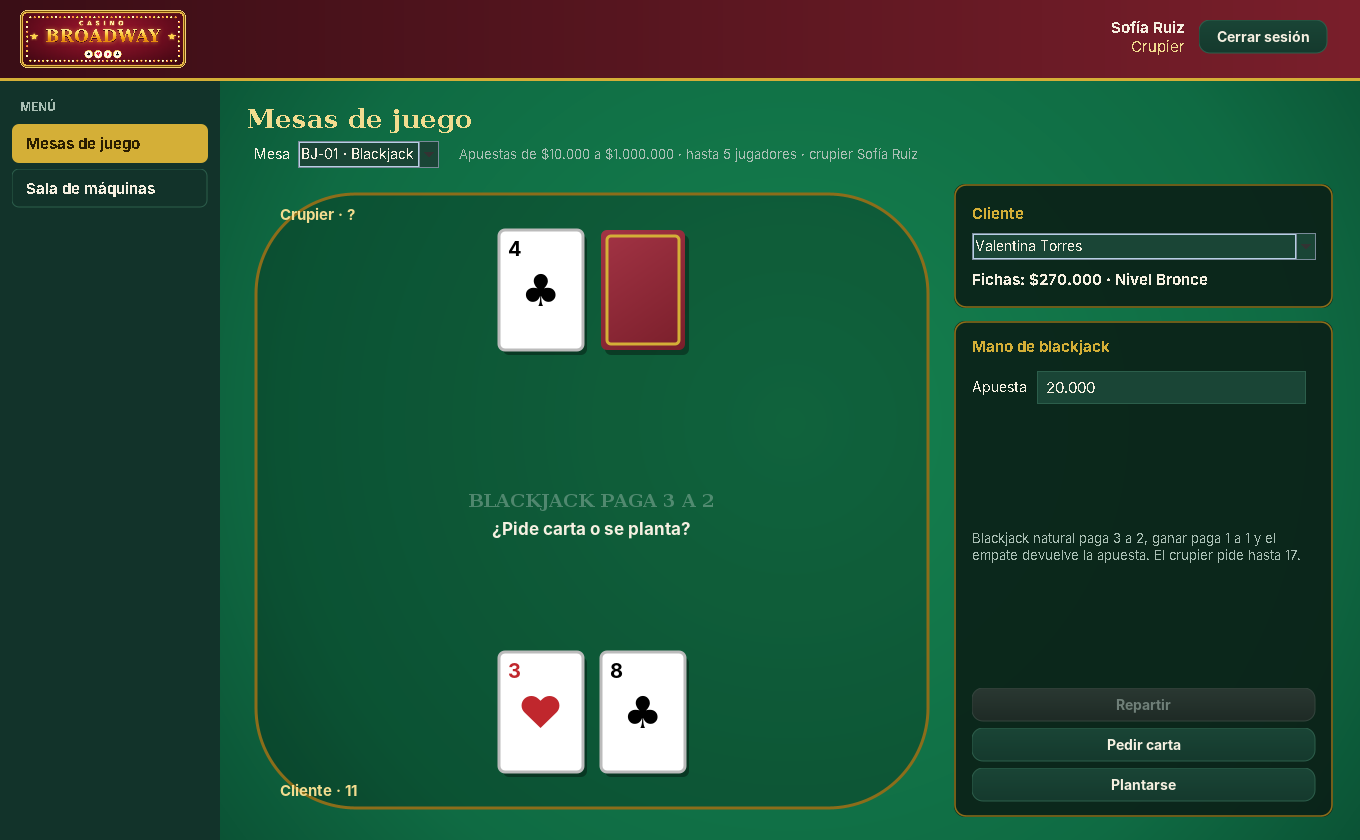 CASINO
BROADWAY
Sofía Ruiz
Crupier
Cerrar sesión
MENÚ
Mesas de juego
Sala de máquinas
Mesas de juego
Mesa BJ-01 · Blackjack Apuestas de $10.000 a $1.000.000 · hasta 5 jugadores · crupier Sofía Ruiz
Crupier · ?
4
BLACKJACK PAGA 3 A 2
¿Pide carta o se planta?
3
8
Cliente · 11
Cliente
Valentina Torres
Fichas: $270.000 · Nivel Bronce
Mano de blackjack
Apuesta 20.000
Blackjack natural paga 3 a 2, ganar paga 1 a 1 y el
empate devuelve la apuesta. El crupier pide hasta 17.
Repartir
Pedir carta
Plantarse